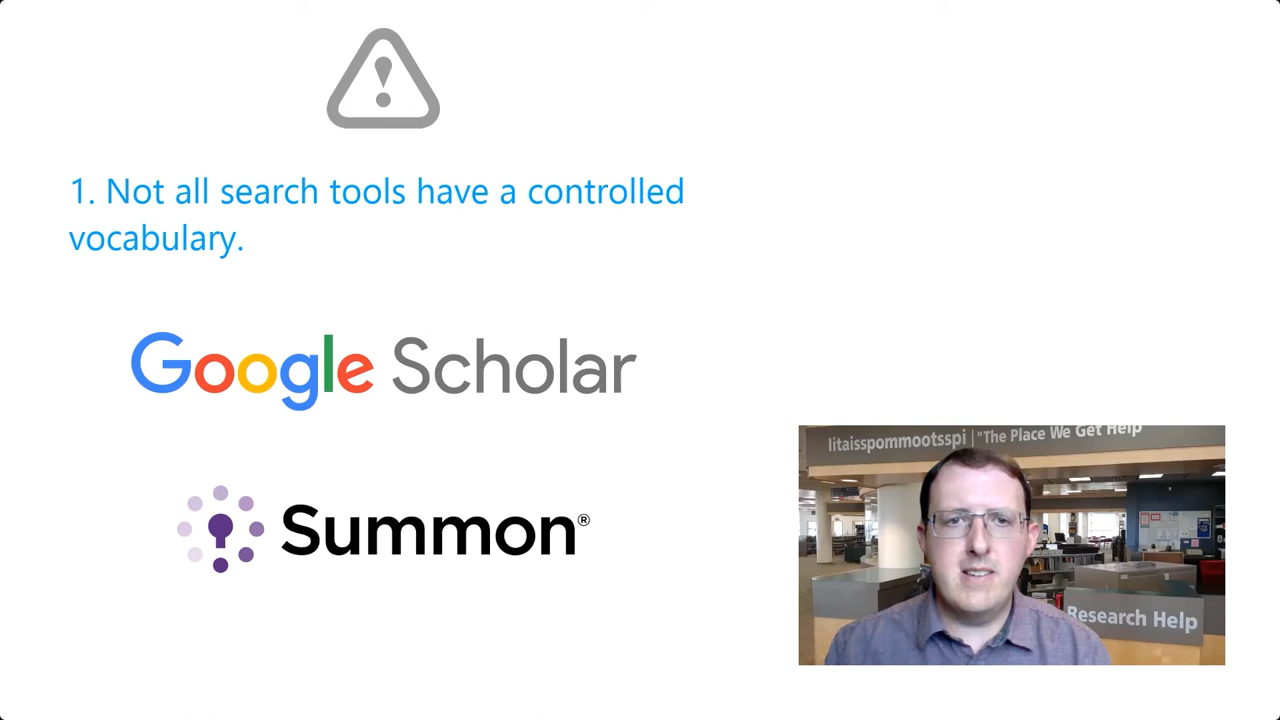 1. Not all search tools have a controlled
vocabulary.
Google Scholar
Summon®
litaisspommootsspi | "The Place We Get Help
Research Help